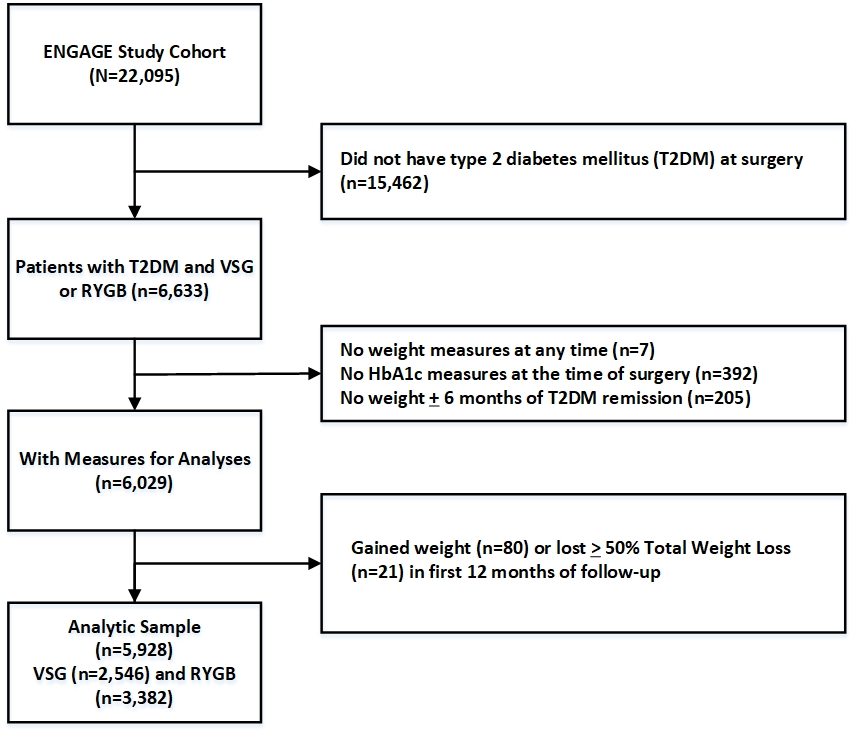 ENGAGE Study Cohort
(N=22,095)
Did not have type 2 diabetes mellitus (T2DM) at surgery
(n=15,462)
Patients with T2DM and VSG
or RYGB (n=6,633)
No weight measures at any time (n=7)
No HbA1c measures at the time of surgery (n=392)
No weight ± 6 months of T2DM remission (n=205)
With Measures for Analyses
(n=6,029)
Gained weight (n=80) or lost ≥ 50% Total Weight Loss
(n=21) in first 12 months of follow-up
Analytic Sample
(n=5,928)
VSG (n=2,546) and RYGB
(n=3,382)